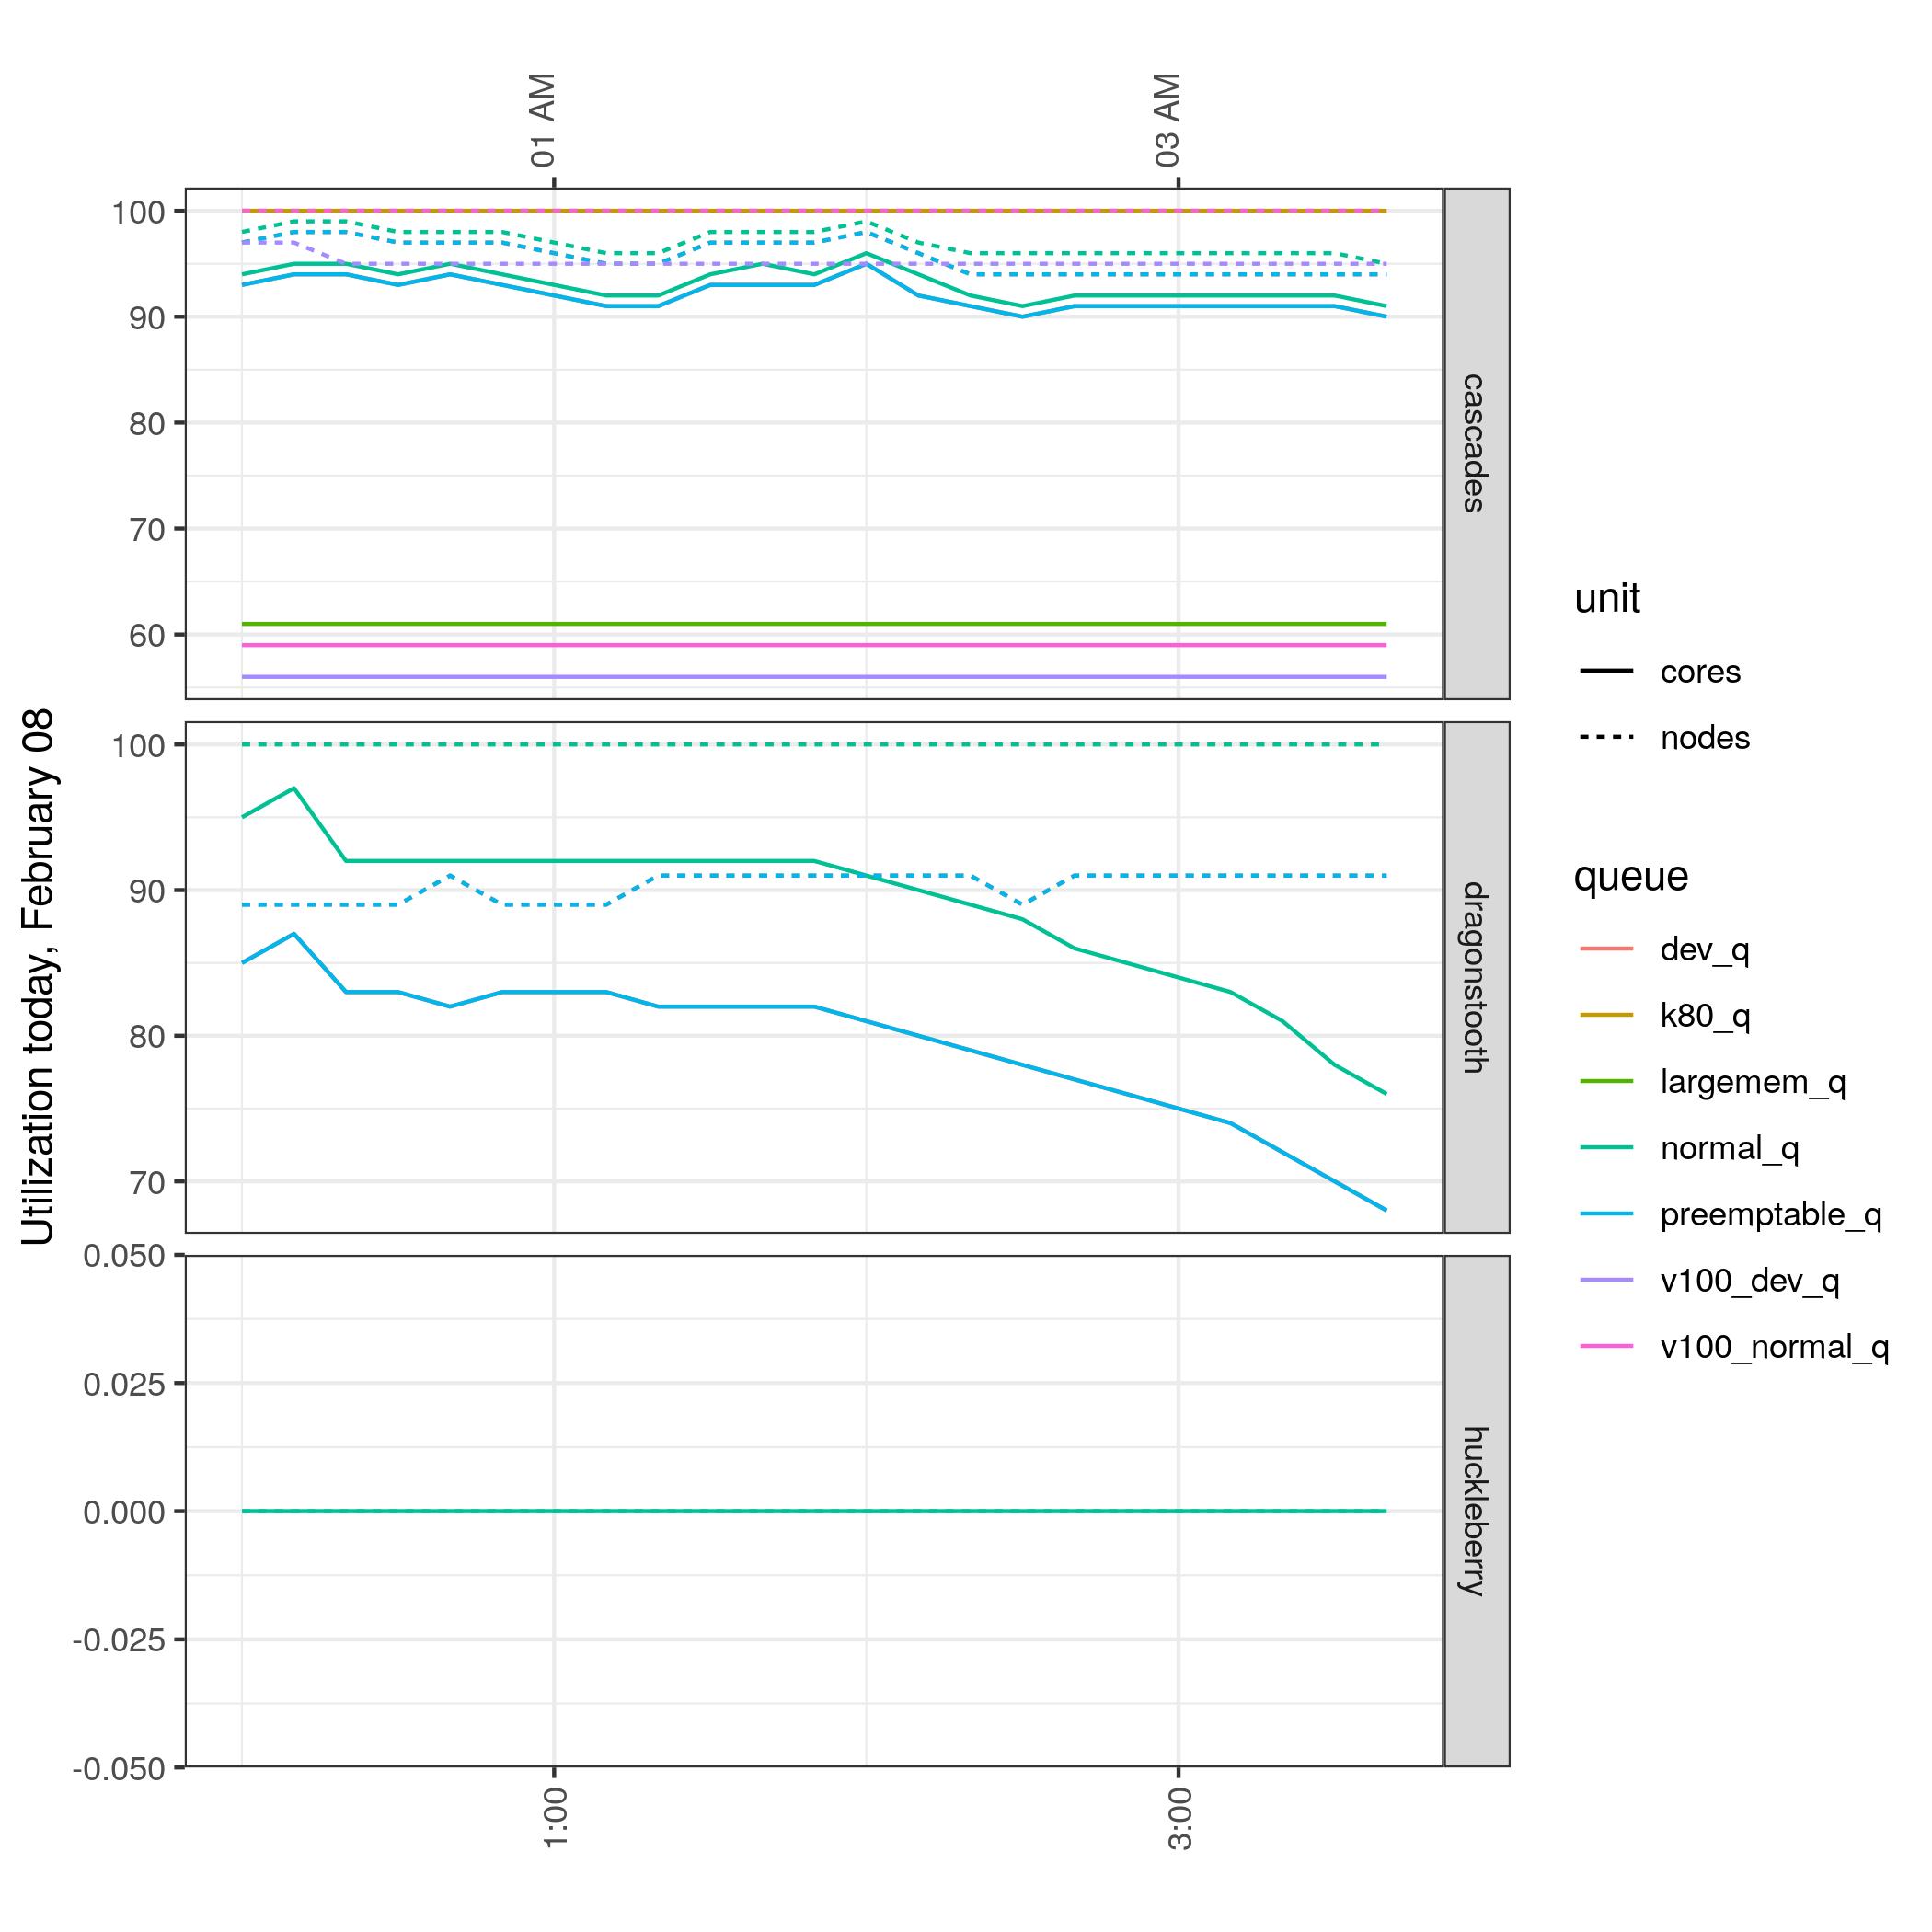 01 AM
03 AM
Utilization today, February 08
100
90
80
70
60
cascades
100
90
80
70
dragonstooth
0.050
0.025
0.000
-0.025
-0.050
huckleberry
1:00
3:00
unit
cores
nodes
queue
dev_q
k80_q
largemem_q
normal_q
preemptable_q
v100_dev_q
v100_normal_q